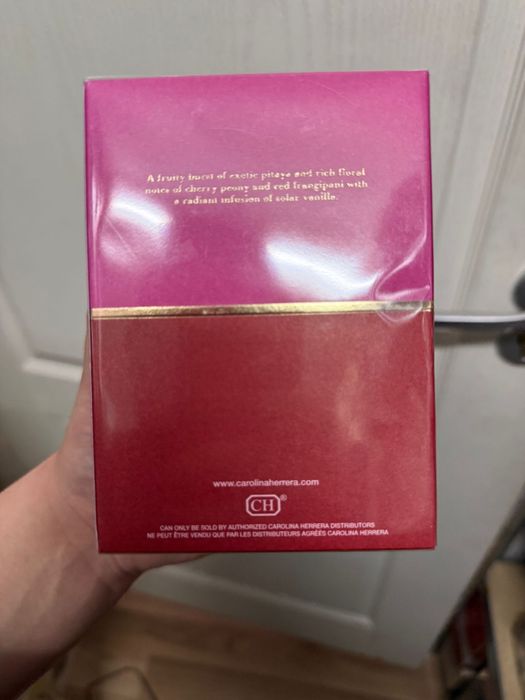 A fruity burst of exotic pitaya and rich floral
notes of cherry peony and red frangipani with
a radiant infusion of solar vanilla.
www.carolinaherrera.com
CH®
CAN ONLY BE SOLD BY AUTHORIZED CAROLINA HERRERA DISTRIBUTORS
NE PEUT ÊTRE VENDU QUE PAR LES DISTRIBUTEURS AGRÉÉS CAROLINA HERRERA